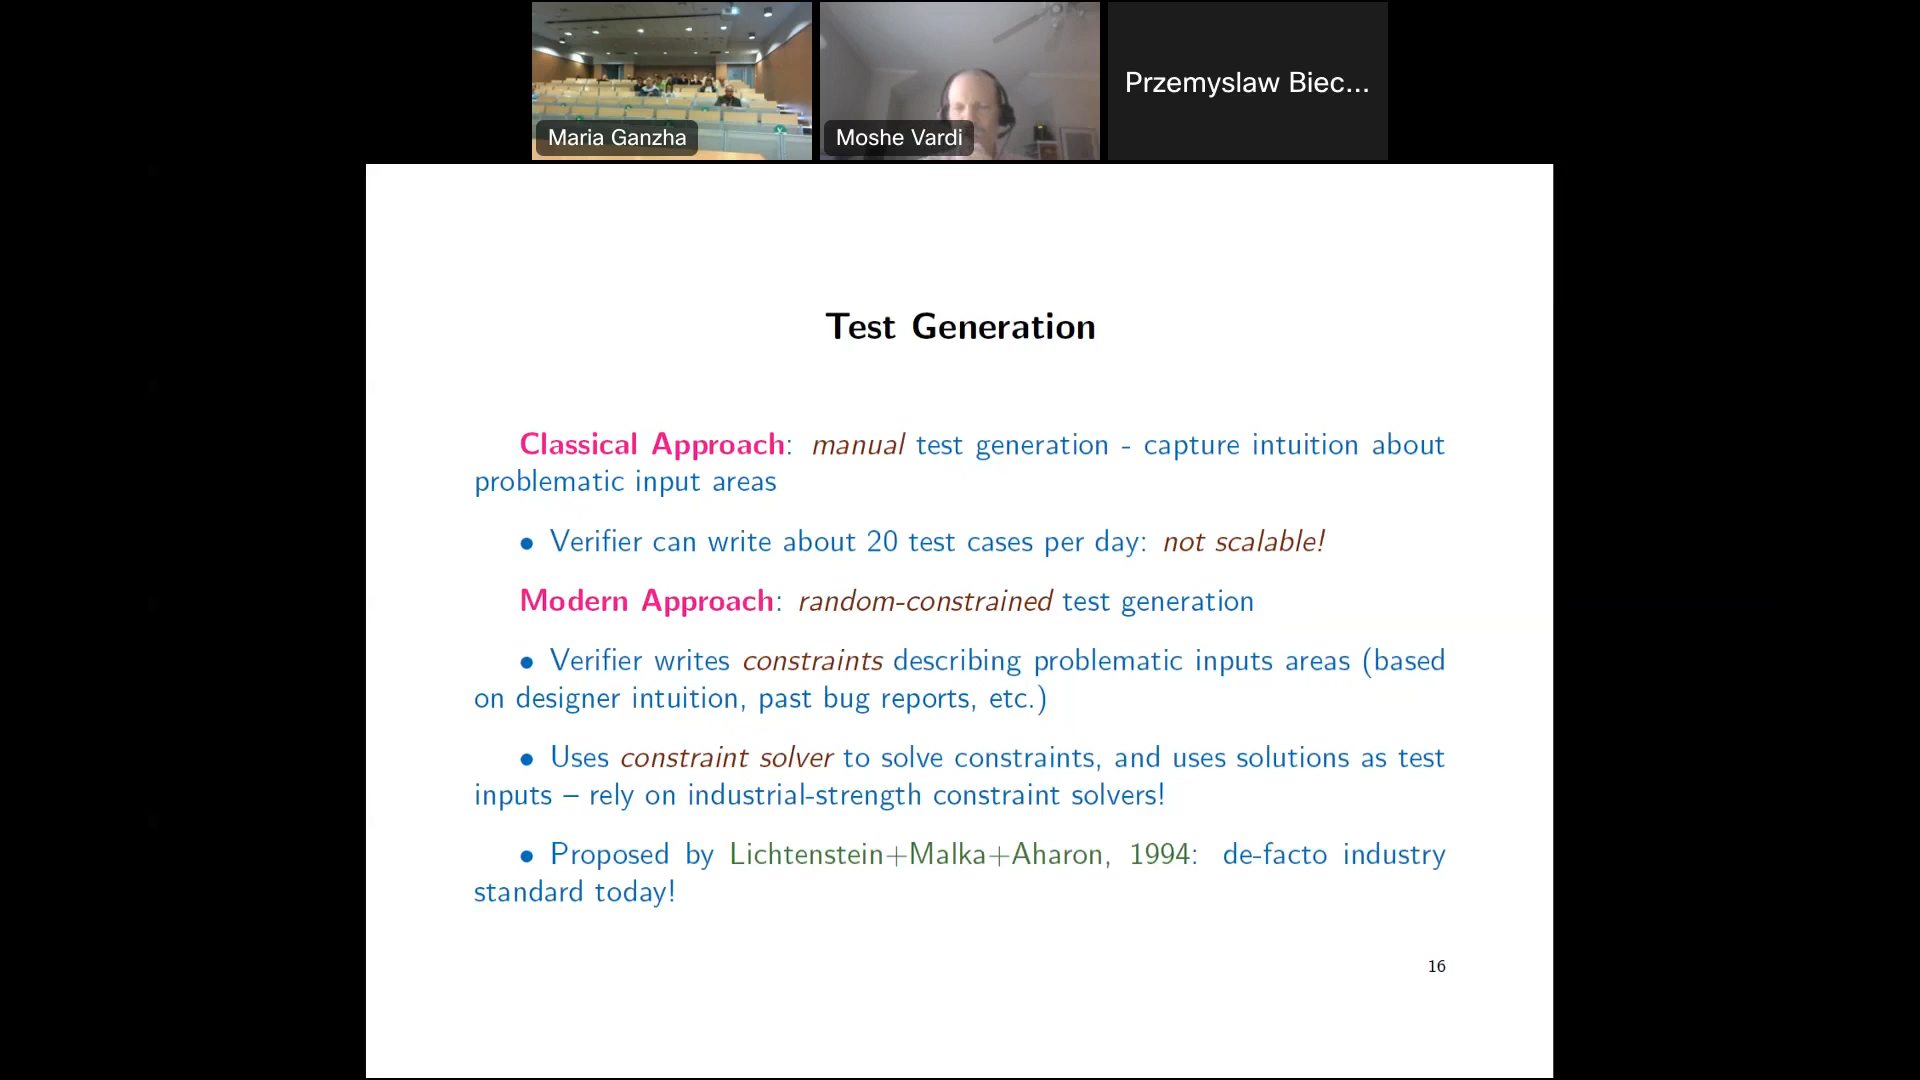 Maria Ganzha
Moshe Vardi
Przemyslaw Biec...
Test Generation
Classical Approach: manual test generation - capture intuition about
problematic input areas
• Verifier can write about 20 test cases per day: not scalable!
Modern Approach: random-constrained test generation
• Verifier writes constraints describing problematic inputs areas (based
on designer intuition, past bug reports, etc.)
• Uses constraint solver to solve constraints, and uses solutions as test
inputs – rely on industrial-strength constraint solvers!
• Proposed by Lichtenstein+Malka+Aharon, 1994: de-facto industry
standard today!
16